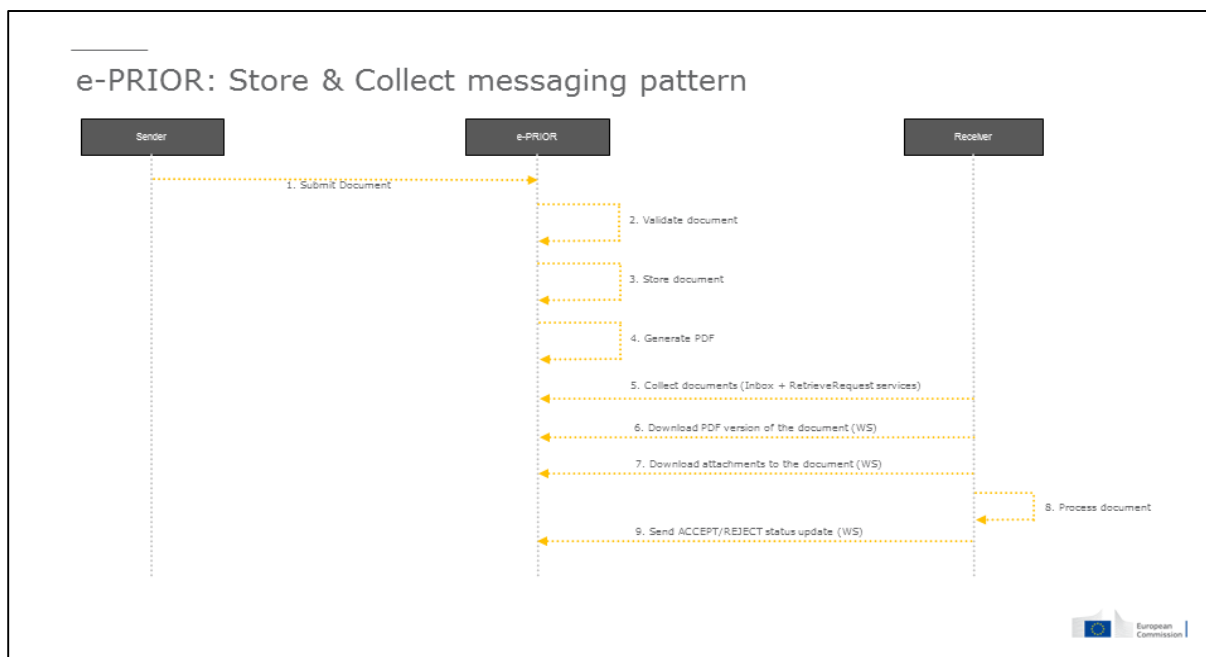 e-PRIOR: Store & Collect messaging pattern
Sender
e-PRIOR
Receiver
1. Submit Document
2. Validate document
3. Store document
4. Generate PDF
5. Collect documents (Inbox + RetrieveRequest services)
6. Download PDF version of the document (WS)
7. Download attachments to the document (WS)
8. Process document
9. Send ACCEPT/REJECT status update (WS)
European
Commission